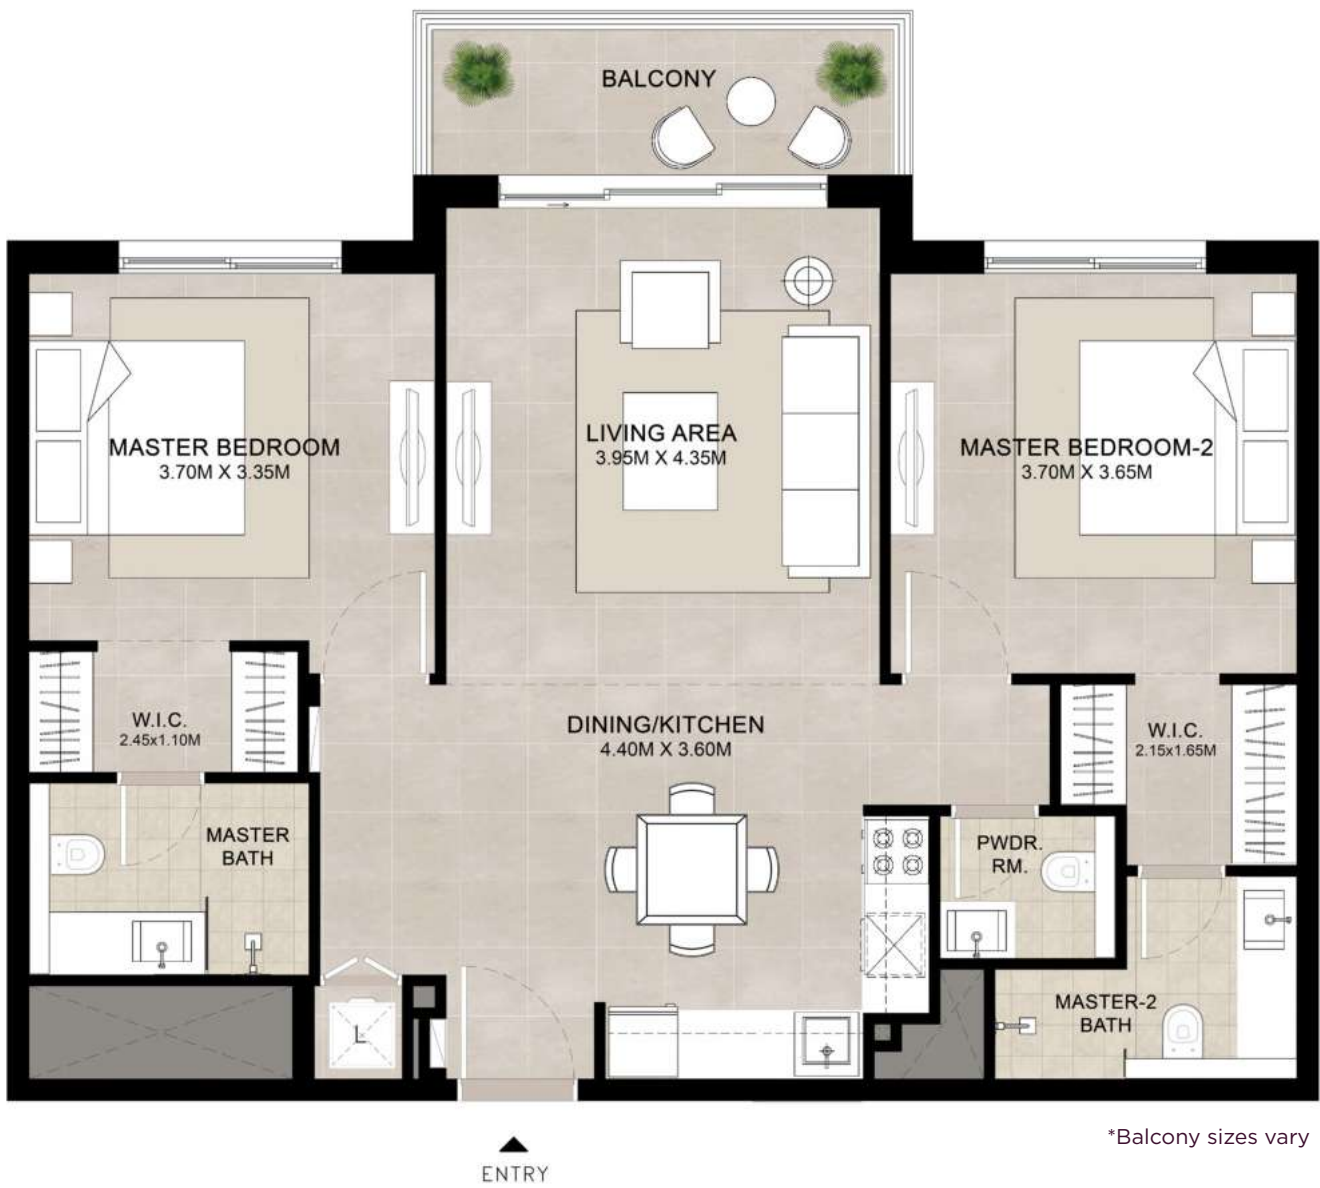 BALCONY
MASTER BEDROOM
3.70M X 3.35M
LIVING AREA
3.95M X 4.35M
MASTER BEDROOM-2
3.70M X 3.65M
W.I.C.
2.45x1.10M
DINING/KITCHEN
4.40M X 3.60M
W.I.C.
2.15x1.65M
MASTER
BATH
PWDR.
RM.
MASTER-2
BATH
L
*Balcony sizes vary
ENTRY